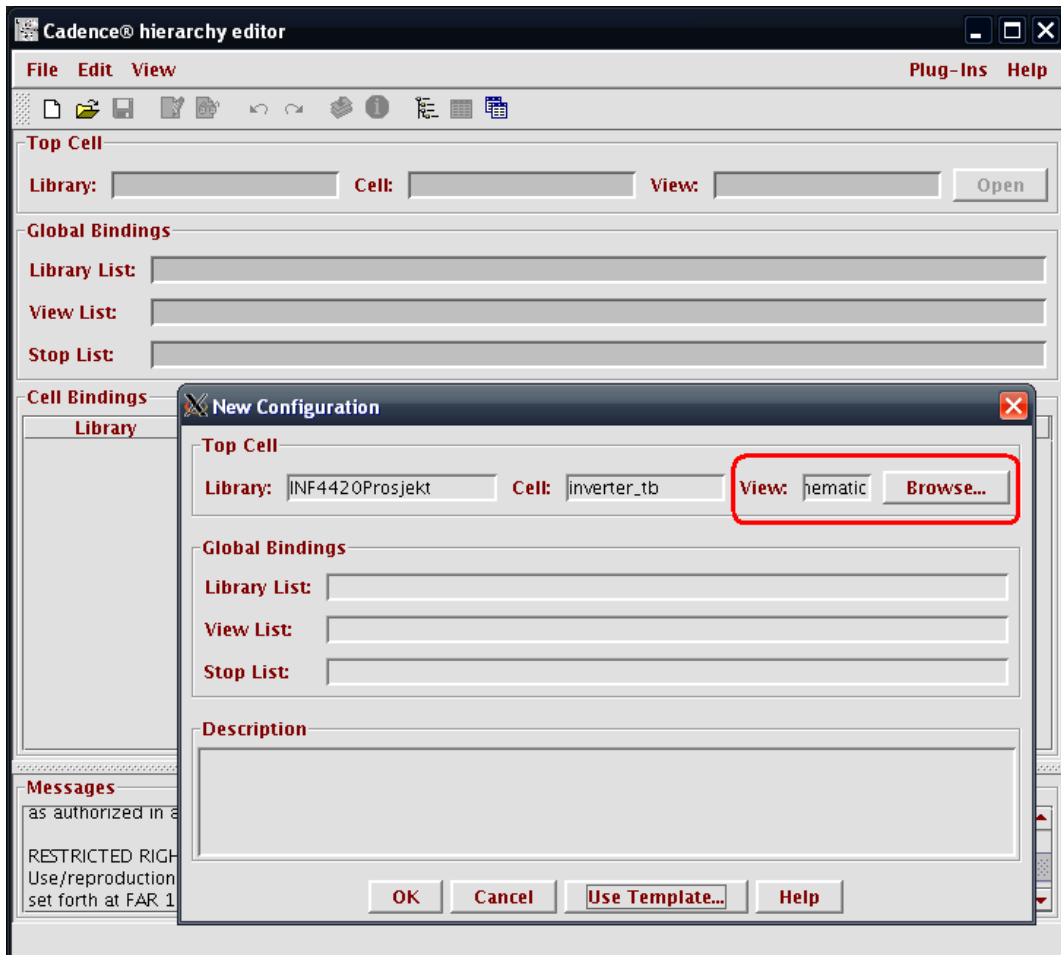 Cadence® hierarchy editor
File Edit View Plug-Ins Help
Top Cell
Library: Cell: View: Open
Global Bindings
Library List:
View List:
Stop List:
Cell Bindings
Library
New Configuration
Top Cell
Library: INF4420Prosjekt Cell: inverter_tb View: hematic Browse...
Global Bindings
Library List:
View List:
Stop List:
Description
OK Cancel Use Template... Help
Messages
as authorized in a
RESTRICTED RIGH
Use/reproduction
set forth at FAR 1